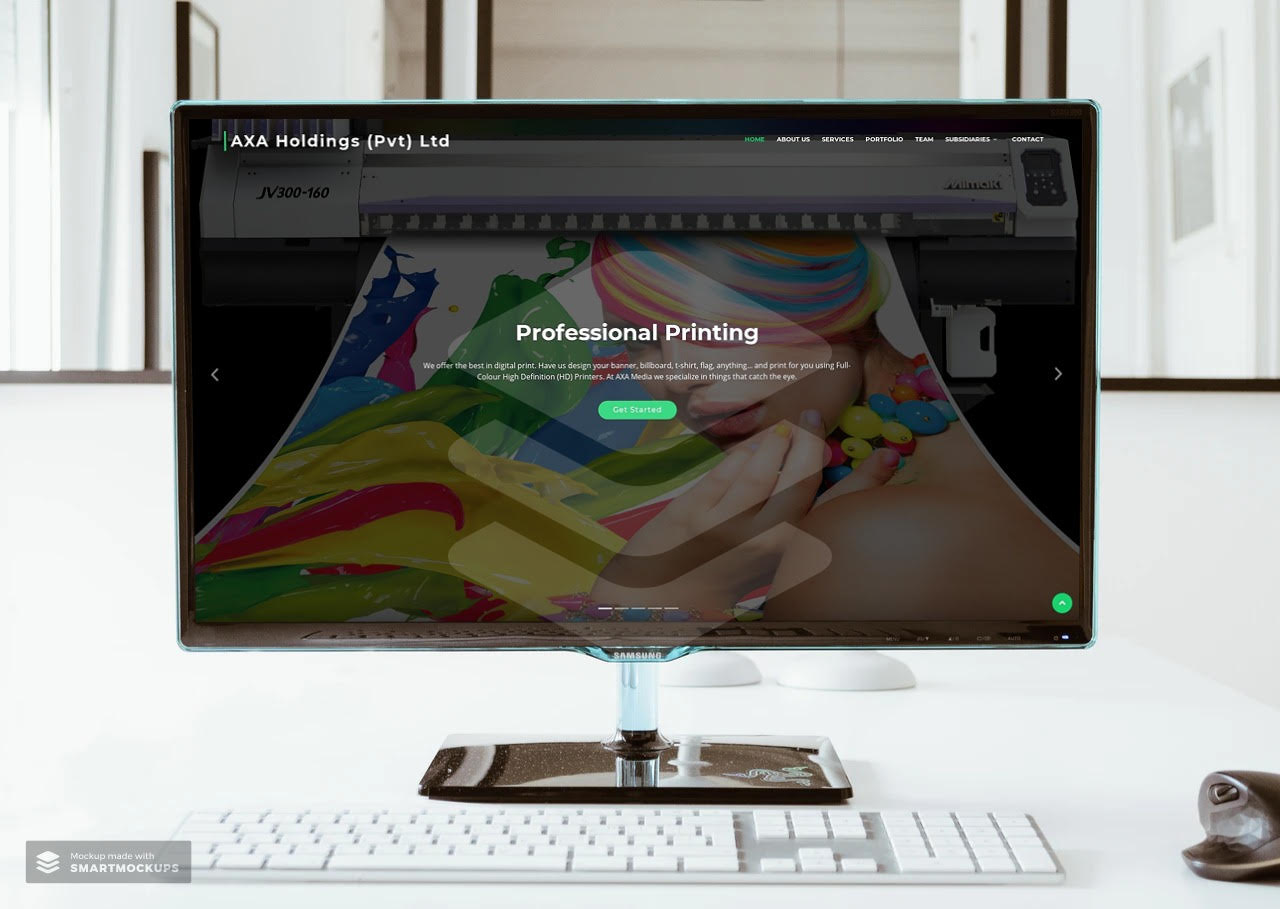 AXA Holdings (Pvt) Ltd
HOME ABOUT US SERVICES PORTFOLIO TEAM SUBSIDIARIES CONTACT
JV300-160
Mimaki
Professional Printing
We offer the best in digital print. Have us design your banner, billboard, t-shirt, flag, anything... and print for you using Full-
Colour High Definition (HD) Printers. At AXA Media we specialize in things that catch the eye.
Get Started
MENU
AUTO
SAMSUNG
Mockup made with
SMARTMOCKUPS